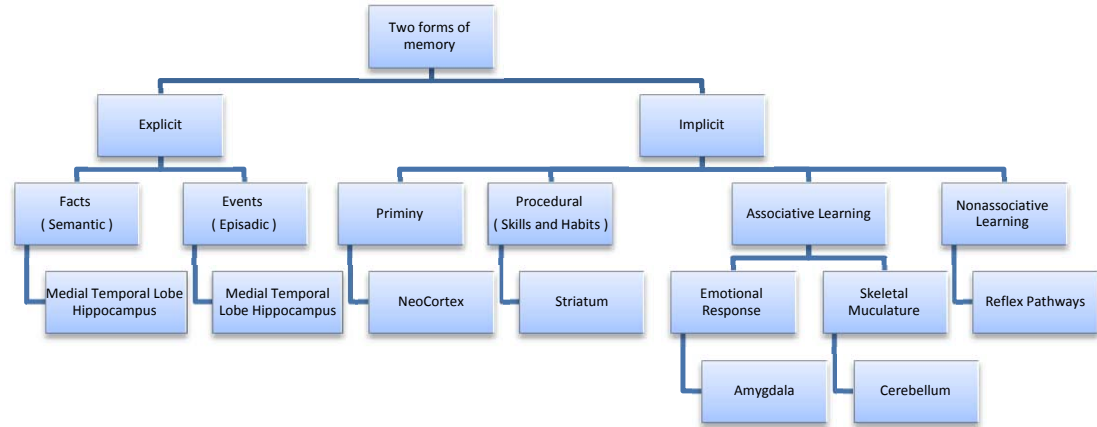 Two forms of
memory
Explicit
Implicit
Facts
( Semantic )
Events
( Episadic )
Priminy
Procedural
( Skills and Habits )
Associative Learning
Nonassociative
Learning
Medial Temporal Lobe
Hippocampus
Medial Temporal
Lobe Hippocampus
NeoCortex
Striatum
Emotional
Response
Skeletal
Muculature
Reflex Pathways
Amygdala
Cerebellum